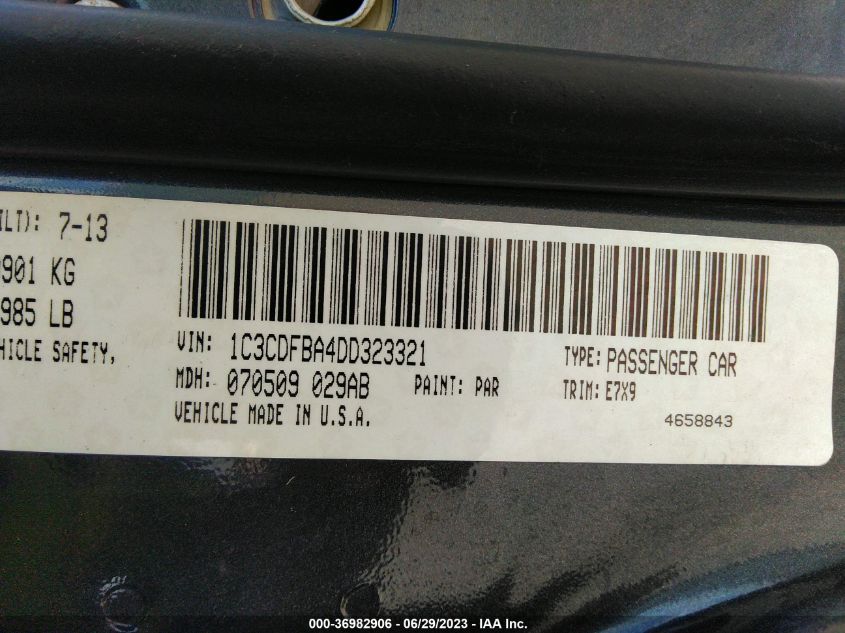 ILT): 7-13
901 KG
985 LB
HICLE SAFETY,
VIN: 1C3CDFBA4DD323321
TYPE: PASSENGER CAR
MDH: 070509 029AB
PAINT: PAR
TRIM: E7X9
VEHICLE MADE IN U.S.A.
4658843
000-36982906 - 06/29/2023 - IAA Inc.